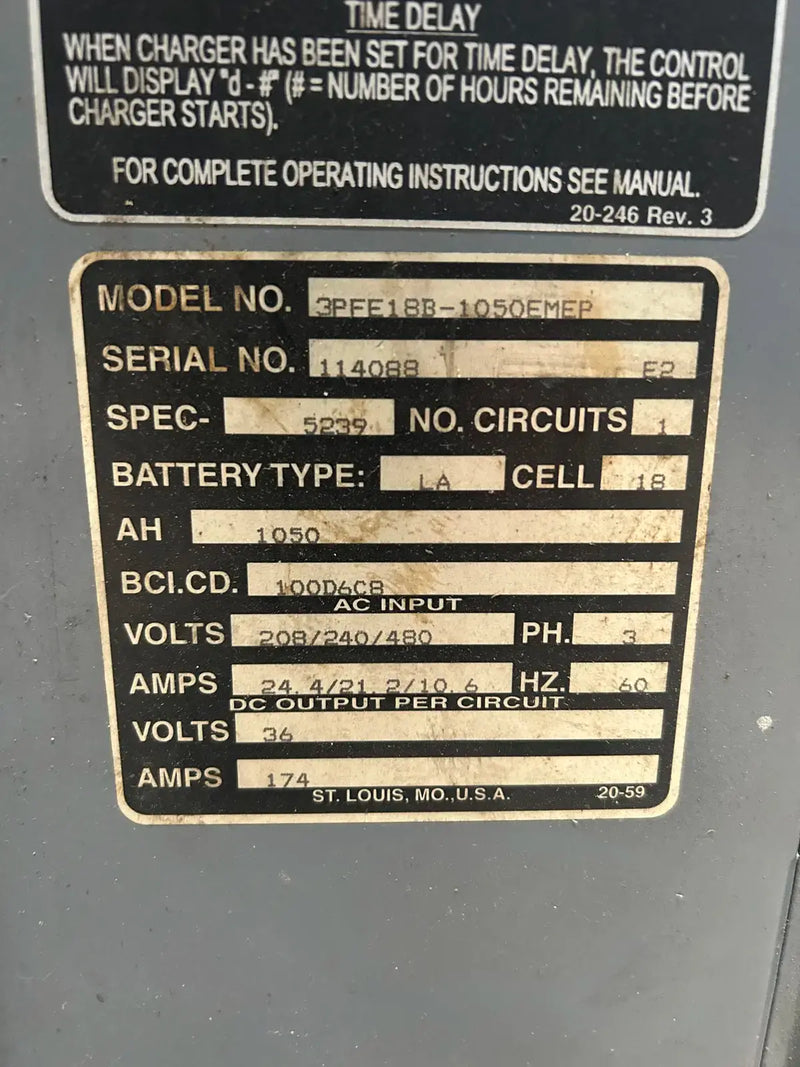 TIME DELAY
WHEN CHARGER HAS BEEN SET FOR TIME DELAY, THE CONTROL
WILL DISPLAY "d - #" (# = NUMBER OF HOURS REMAINING BEFORE
CHARGER STARTS).
FOR COMPLETE OPERATING INSTRUCTIONS SEE MANUAL.
20-246 Rev. 3
MODEL NO. 3PFE18B-1050EMEP
SERIAL NO. 114088 E2
SPEC- 5239 NO. CIRCUITS 1
BATTERY TYPE: LA CELL 18
AH 1050
BCI.CD. 100D6C8
AC INPUT
VOLTS 208/240/480 PH. 3
AMPS 24.4/21.2/10.6 HZ. 60
DC OUTPUT PER CIRCUIT
VOLTS 36
AMPS 174
ST. LOUIS, MO., U.S.A. 20-59